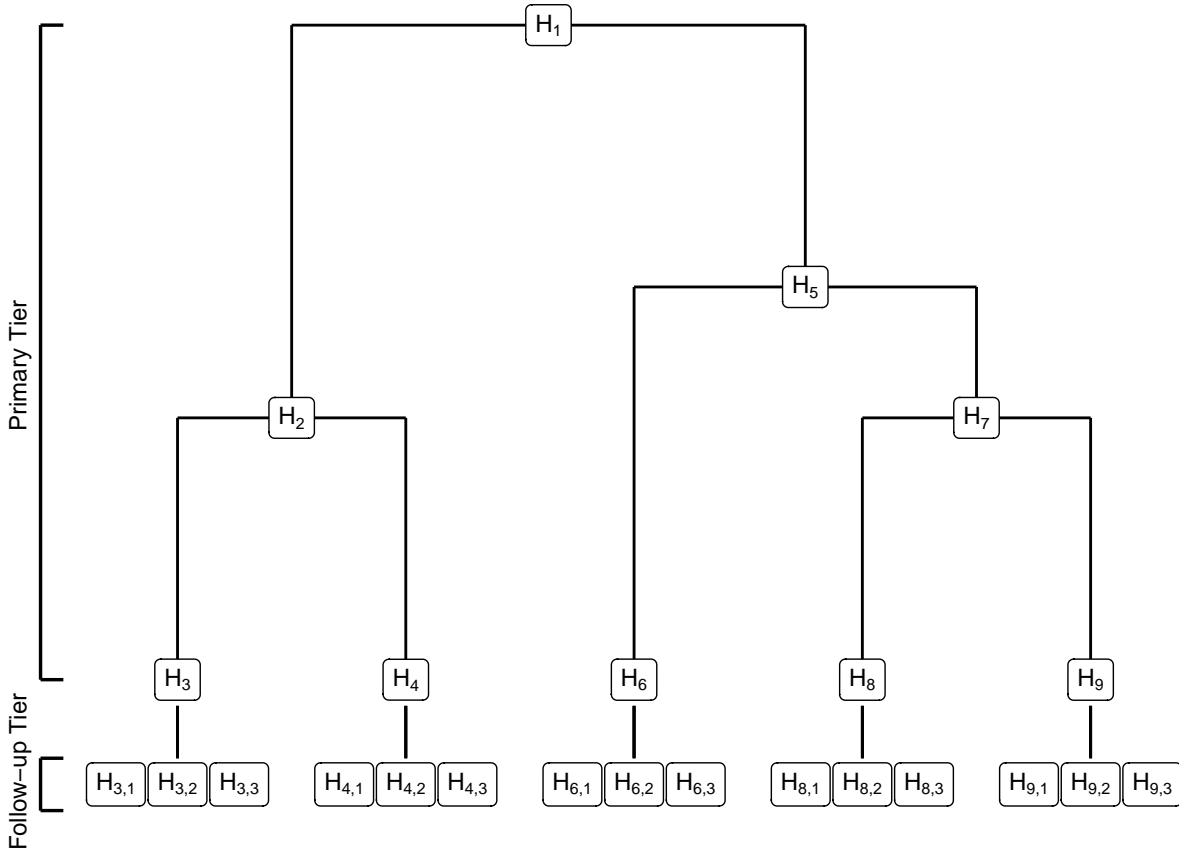 H₁
H₅
H₂
H₇
Primary Tier
H₃
H₄
H₆
H₈
H₉
H₃,₁ H₃,₂ H₃,₃
H₄,₁ H₄,₂ H₄,₃
H₆,₁ H₆,₂ H₆,₃
H₈,₁ H₈,₂ H₈,₃
H₉,₁ H₉,₂ H₉,₃
Follow–up Tier